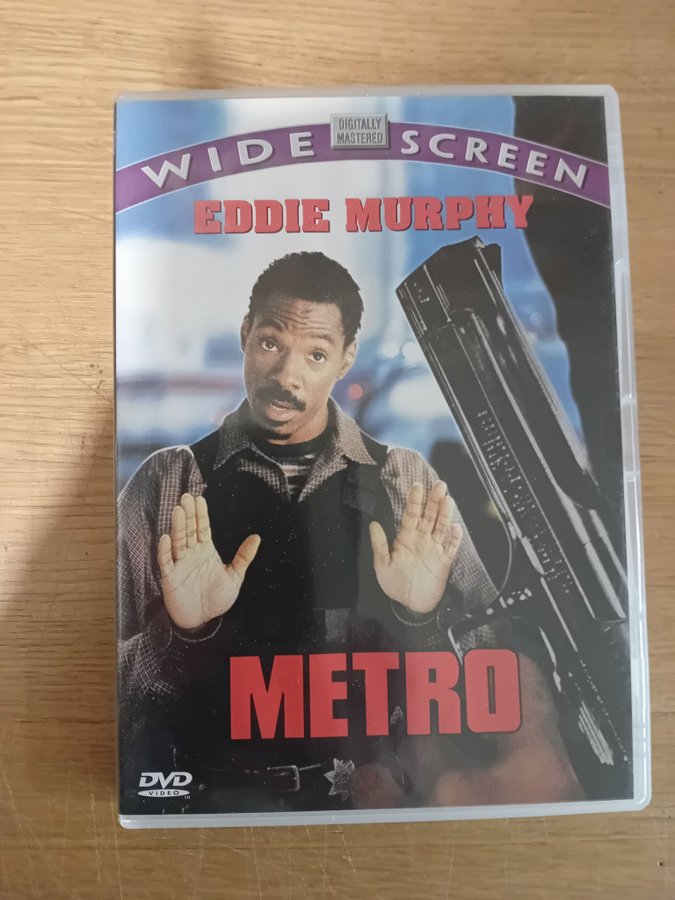 DIGITALLY
MASTERED
WIDE SCREEN
EDDIE MURPHY
METRO
DVD
VIDEO